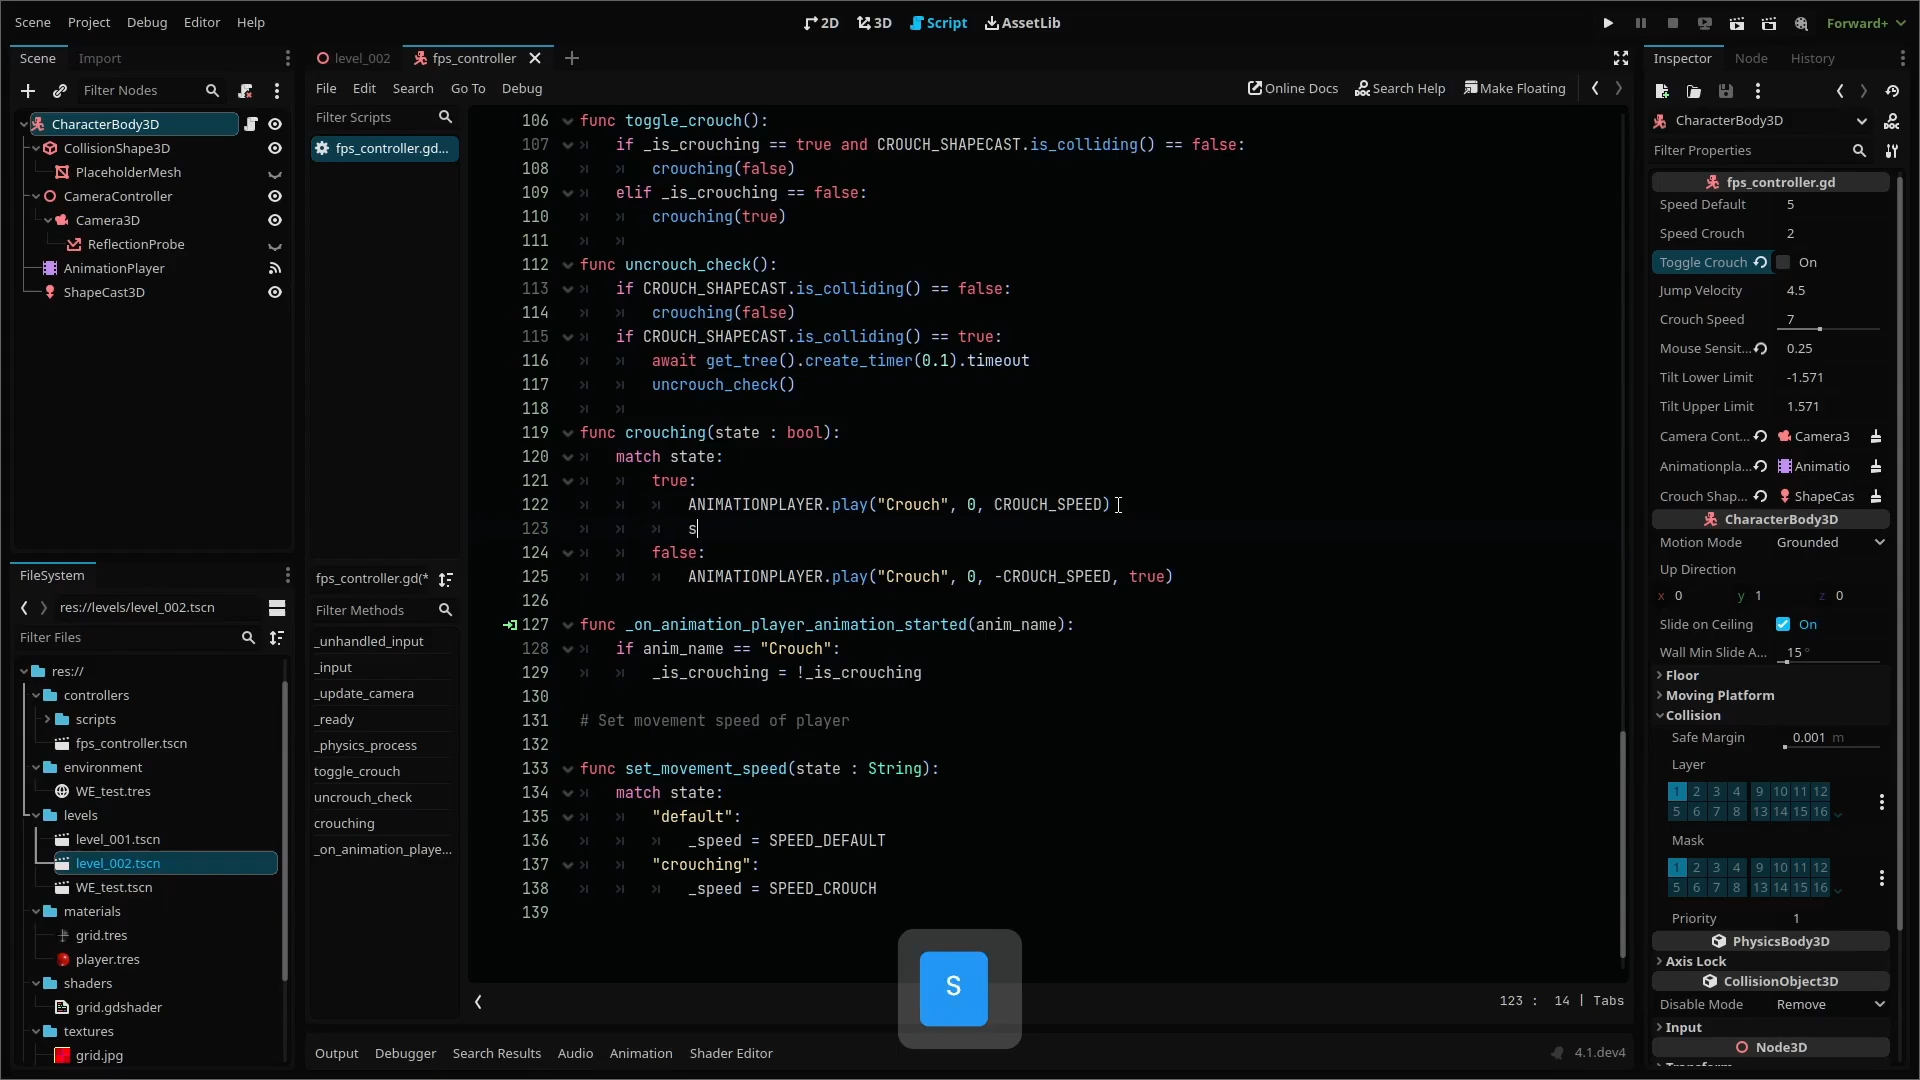 Scene Project Debug Editor Help
2D 3D Script AssetLib
Forward+
Scene Import
Filter Nodes
CharacterBody3D
CollisionShape3D
PlaceholderMesh
CameraController
Camera3D
ReflectionProbe
AnimationPlayer
ShapeCast3D
FileSystem
res://levels/level_002.tscn
Filter Files
res://
controllers
scripts
fps_controller.tscn
environment
WE_test.tres
levels
level_001.tscn
level_002.tscn
WE_test.tscn
materials
grid.tres
player.tres
shaders
grid.gdshader
textures
grid.jpg
level_002 fps_controller
File Edit Search Go To Debug
Online Docs Search Help Make Floating
Filter Scripts
fps_controller.gd...
fps_controller.gd(*
Filter Methods
_unhandled_input
_input
_update_camera
_ready
_physics_process
toggle_crouch
uncrouch_check
crouching
_on_animation_playe...
106 func toggle_crouch():
107 if _is_crouching == true and CROUCH_SHAPECAST.is_colliding() == false:
108 crouching(false)
109 elif _is_crouching == false:
110 crouching(true)
111
112 func uncrouch_check():
113 if CROUCH_SHAPECAST.is_colliding() == false:
114 crouching(false)
115 if CROUCH_SHAPECAST.is_colliding() == true:
116 await get_tree().create_timer(0.1).timeout
117 uncrouch_check()
118
119 func crouching(state : bool):
120 match state:
121 true:
122 ANIMATIONPLAYER.play("Crouch", 0, CROUCH_SPEED)
123 s
124 false:
125 ANIMATIONPLAYER.play("Crouch", 0, -CROUCH_SPEED, true)
126
127 func _on_animation_player_animation_started(anim_name):
128 if anim_name == "Crouch":
129 _is_crouching = !_is_crouching
130
131 # Set movement speed of player
132
133 func set_movement_speed(state : String):
134 match state:
135 "default":
136 _speed = SPEED_DEFAULT
137 "crouching":
138 _speed = SPEED_CROUCH
139
S
123 : 14 | Tabs
Output Debugger Search Results Audio Animation Shader Editor
4.1.dev4
Inspector Node History
CharacterBody3D
Filter Properties
fps_controller.gd
Speed Default 5
Speed Crouch 2
Toggle Crouch On
Jump Velocity 4.5
Crouch Speed 7
Mouse Sensit... 0.25
Tilt Lower Limit -1.571
Tilt Upper Limit 1.571
Camera Cont... Camera3
Animationpla... Animatio
Crouch Shap... ShapeCas
CharacterBody3D
Motion Mode Grounded
Up Direction
x 0 y 1 z 0
Slide on Ceiling On
Wall Min Slide A... 15 °
Floor
Moving Platform
Collision
Safe Margin 0.001 m
Layer
1 2 3 4 9 10 11 12
5 6 7 8 13 14 15 16
Mask
1 2 3 4 9 10 11 12
5 6 7 8 13 14 15 16
Priority 1
PhysicsBody3D
Axis Lock
CollisionObject3D
Disable Mode Remove
Input
Node3D